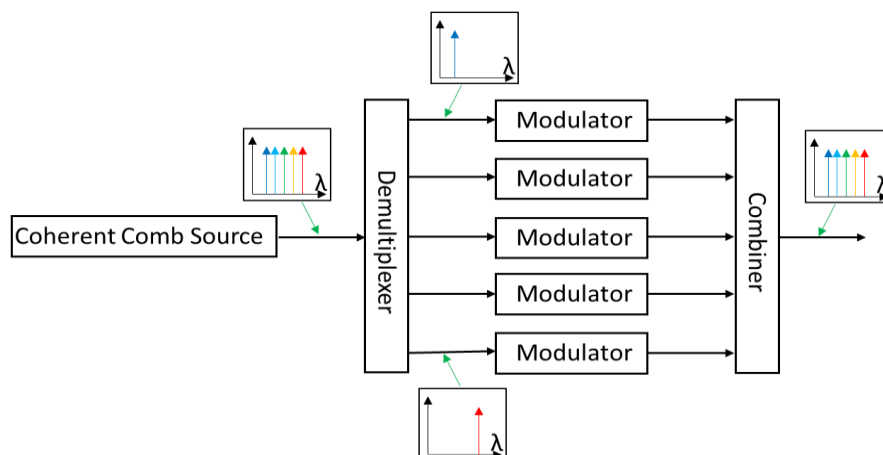 λ
Modulator
λ
λ
Modulator
Demultiplexer
Combiner
Coherent Comb Source
Modulator
Modulator
Modulator
λ